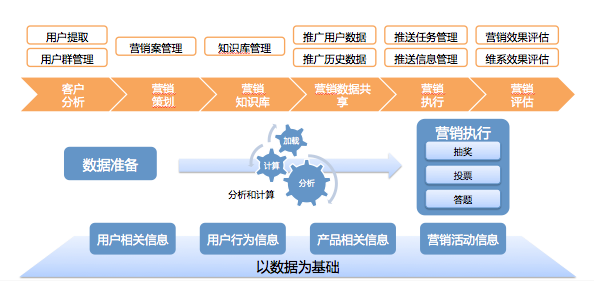 用户提取
用户群管理
营销案管理
知识库管理
推广用户数据
推广历史数据
推送任务管理
推送信息管理
营销效果评估
维系效果评估
客户
分析
营销
策划
营销
知识库
营销数据共
享
营销
执行
营销
评估
数据准备
加载
计算
分析
分析和计算
营销执行
抽奖
投票
答题
用户相关信息
用户行为信息
产品相关信息
营销活动信息
以数据为基础